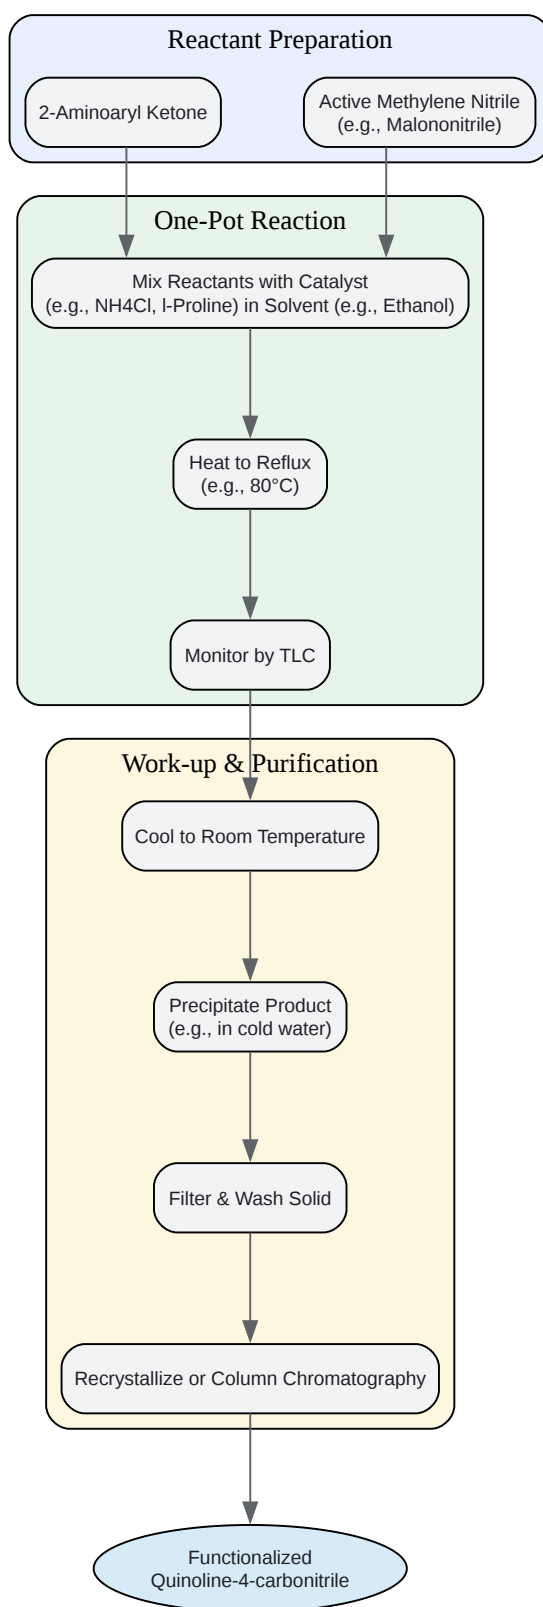 Reactant Preparation
2-Aminoaryl Ketone
Active Methylene Nitrile
(e.g., Malononitrile)
One-Pot Reaction
Mix Reactants with Catalyst
(e.g., NH4Cl, l-Proline) in Solvent (e.g., Ethanol)
Heat to Reflux
(e.g., 80°C)
Monitor by TLC
Work-up & Purification
Cool to Room Temperature
Precipitate Product
(e.g., in cold water)
Filter & Wash Solid
Recrystallize or Column Chromatography
Functionalized
Quinoline-4-carbonitrile